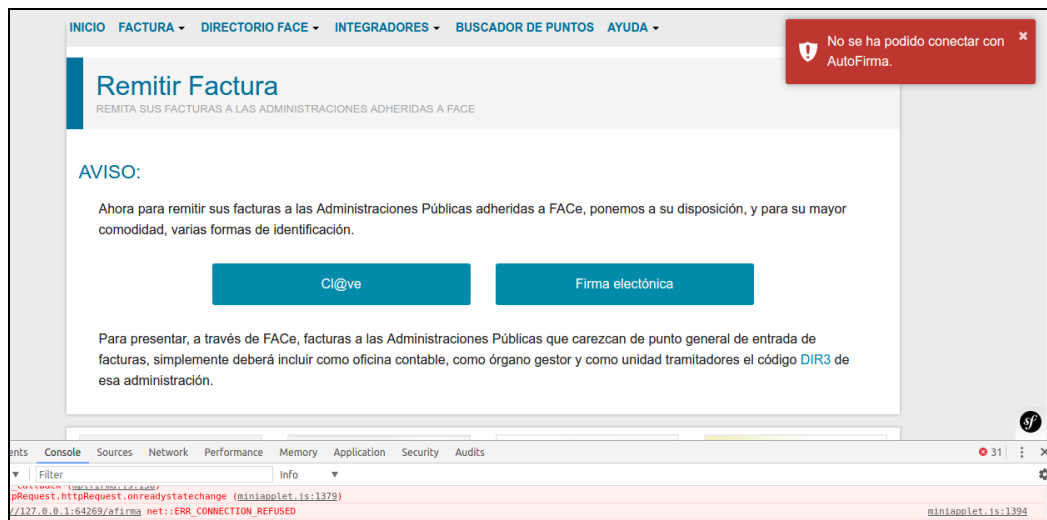 INICIO FACTURA DIRECTORIO FACE INTEGRADORES BUSCADOR DE PUNTOS AYUDA
No se ha podido conectar con
AutoFirma.
×
Remitir Factura
REMITA SUS FACTURAS A LAS ADMINISTRACIONES ADHERIDAS A FACE
AVISO:
Ahora para remitir sus facturas a las Administraciones Públicas adheridas a FACe, ponemos a su disposición, y para su mayor
comodidad, varias formas de identificación.
Cl@ve Firma electónica
Para presentar, a través de FACe, facturas a las Administraciones Públicas que carezcan de punto general de entrada de
facturas, simplemente deberá incluir como oficina contable, como órgano gestor y como unidad tramitadores el código DIR3 de
esa administración.
sf
ents Console Sources Network Performance Memory Application Security Audits 31
Filter Info
pRequest.httpRequest.onreadystatechange (miniapplet.js:1379)
//127.0.0.1:64269/afirma net::ERR_CONNECTION_REFUSED miniapplet.js:1394